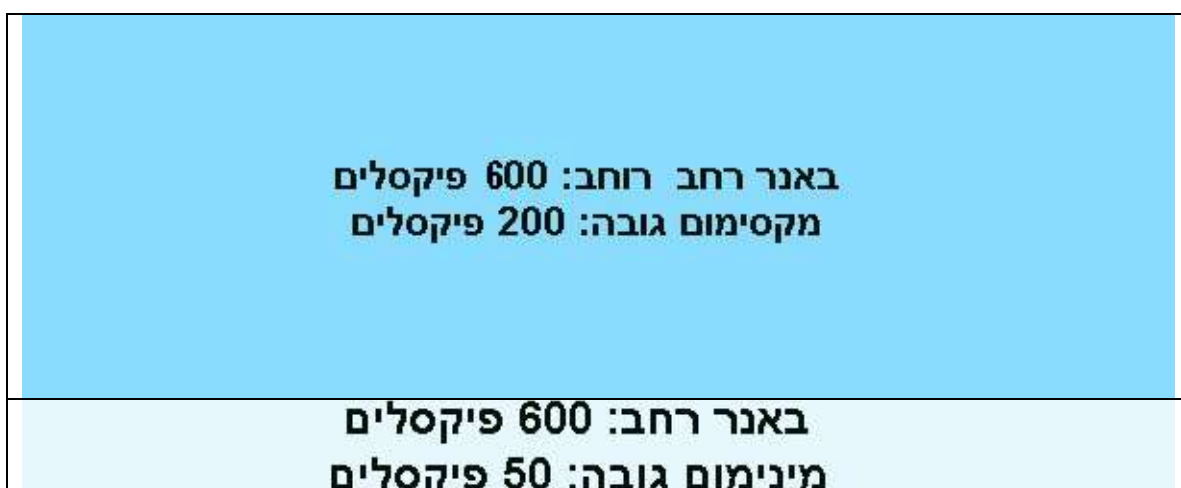 באנר רחב רוחב: 600 פיקסלים
מקסימום גובה: 200 פיקסלים
באנר רחב: 600 פיקסלים
מינימום גובה: 50 פיקסלים